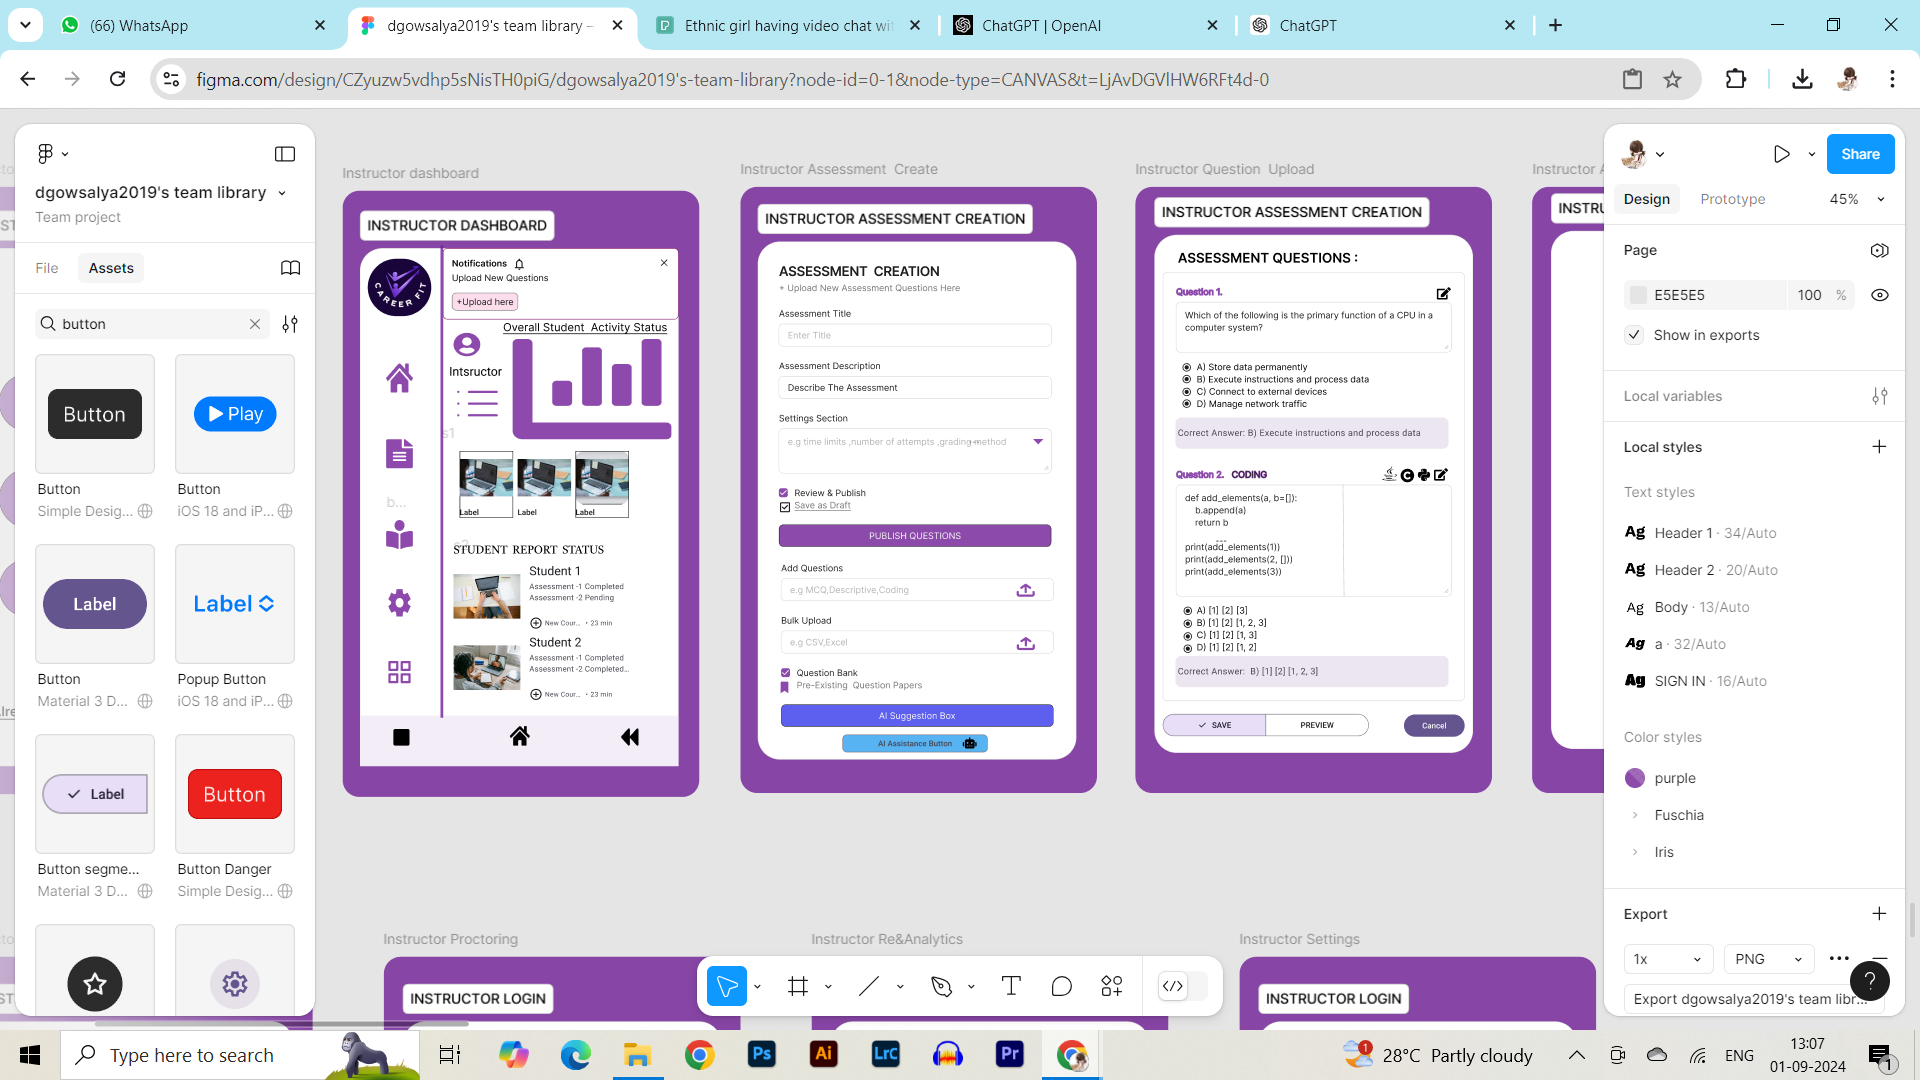 (66) WhatsApp
dgowsalya2019's team library –
Ethnic girl having video chat wit
ChatGPT | OpenAI
ChatGPT
figma.com/design/CZyuzw5vdhp5sNisTH0piG/dgowsalya2019's-team-library?node-id=0-1&node-type=CANVAS&t=LjAvDGVlHW6RFt4d-0
dgowsalya2019's team library
Team project
File
Assets
button
Button
Play
Button
Button
Simple Desig...
iOS 18 and iP...
Label
Label
Button
Popup Button
Material 3 D...
iOS 18 and iP...
Label
Button
Button segme...
Button Danger
Material 3 D...
Simple Desig...
Instructor dashboard
INSTRUCTOR DASHBOARD
CAREER FIT
Notifications
Upload New Questions
+Upload here
Overall Student Activity Status
Intsructor
s1
b...
Label
Label
Label
STUDENT REPORT STATUS
Student 1
Assessment -1 Completed
Assessment -2 Pending
New Cour... • 23 min
Student 2
Assessment -1 Completed
Assessment -2 Completed...
New Cour... • 23 min
Instructor Assessment Create
INSTRUCTOR ASSESSMENT CREATION
ASSESSMENT CREATION
+ Upload New Assessment Questions Here
Assessment Title
Enter Title
Assessment Description
Describe The Assessment
Settings Section
e.g time limits ,number of attempts ,grading method
Review & Publish
Save as Draft
PUBLISH QUESTIONS
Add Questions
e.g MCQ,Descriptive,Coding
Bulk Upload
e.g CSV,Excel
Question Bank
Pre-Existing Question Papers
AI Suggestion Box
AI Assistance Button
Instructor Question Upload
INSTRUCTOR ASSESSMENT CREATION
ASSESSMENT QUESTIONS :
Question 1.
Which of the following is the primary function of a CPU in a
computer system?
A) Store data permanently
B) Execute instructions and process data
C) Connect to external devices
D) Manage network traffic
Correct Answer: B) Execute instructions and process data
Question 2. CODING
def add_elements(a, b=[]):
b.append(a)
return b
print(add_elements(1))
print(add_elements(2, []))
print(add_elements(3))
A) [1] [2] [3]
B) [1] [2] [1, 2, 3]
C) [1] [2] [1, 3]
D) [1] [2] [1, 2]
Correct Answer: B) [1] [2] [1, 2, 3]
SAVE
PREVIEW
Cancel
Instructor A
INSTRU
Instructor Proctoring
INSTRUCTOR LOGIN
Instructor Re&Analytics
Instructor Settings
INSTRUCTOR LOGIN
Share
Design
Prototype
45%
Page
E5E5E5
100 %
Show in exports
Local variables
Local styles
Text styles
Ag Header 1 · 34/Auto
Ag Header 2 · 20/Auto
Ag Body · 13/Auto
Ag a · 32/Auto
Ag SIGN IN · 16/Auto
Color styles
purple
Fuschia
Iris
Export
1x
PNG
Export dgowsalya2019's team libr...
?
Type here to search
Ps
Ai
LrC
Pr
1
28°C Partly cloudy
ENG
13:07
01-09-2024
1